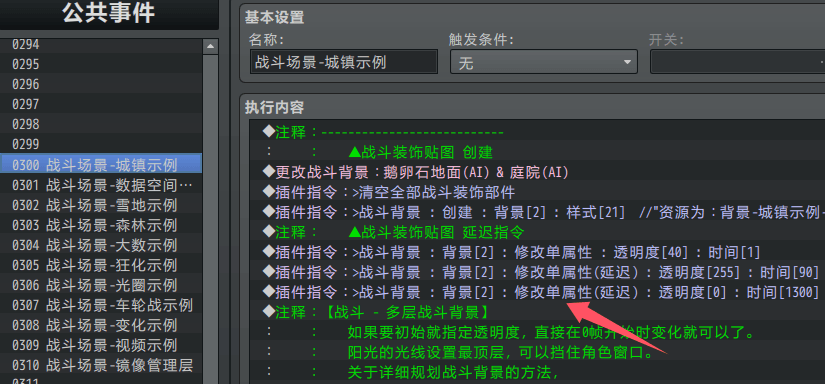 公共事件
0294
0295
0296
0297
0298
0299
0300 战斗场景-城镇示例
0301 战斗场景-数据空间…
0302 战斗场景-雪地示例
0303 战斗场景-森林示例
0304 战斗场景-大数示例
0305 战斗场景-狂化示例
0306 战斗场景-光圈示例
0307 战斗场景-车轮战示例
0308 战斗场景-变化示例
0309 战斗场景-视频示例
0310 战斗场景-镜像管理层
基本设置
名称:
触发条件:
开关:
战斗场景-城镇示例
无
执行内容
◆注释：---------------------------
：　　：　　▲战斗装饰贴图 创建
◆更改战斗背景：鹅卵石地面(AI) & 庭院(AI)
◆插件指令：>清空全部战斗装饰部件
◆插件指令：>战斗背景 : 创建 : 背景[2] : 样式[21]  //"资源为：背景-城镇示例-
◆注释：　　▲战斗装饰贴图 延迟指令
◆插件指令：>战斗背景 : 背景[2] : 修改单属性 : 透明度[40] : 时间[1]
◆插件指令：>战斗背景 : 背景[2] : 修改单属性(延迟) : 透明度[255] : 时间[90]
◆插件指令：>战斗背景 : 背景[2] : 修改单属性(延迟) : 透明度[0] : 时间[1300]
◆注释：【战斗 - 多层战斗背景】
：　　：　　如果要初始就指定透明度，直接在0帧开始时变化就可以了。
：　　：　　阳光的光线设置最顶层，可以挡住角色窗口。
：　　：　　关于详细规划战斗背景的方法，